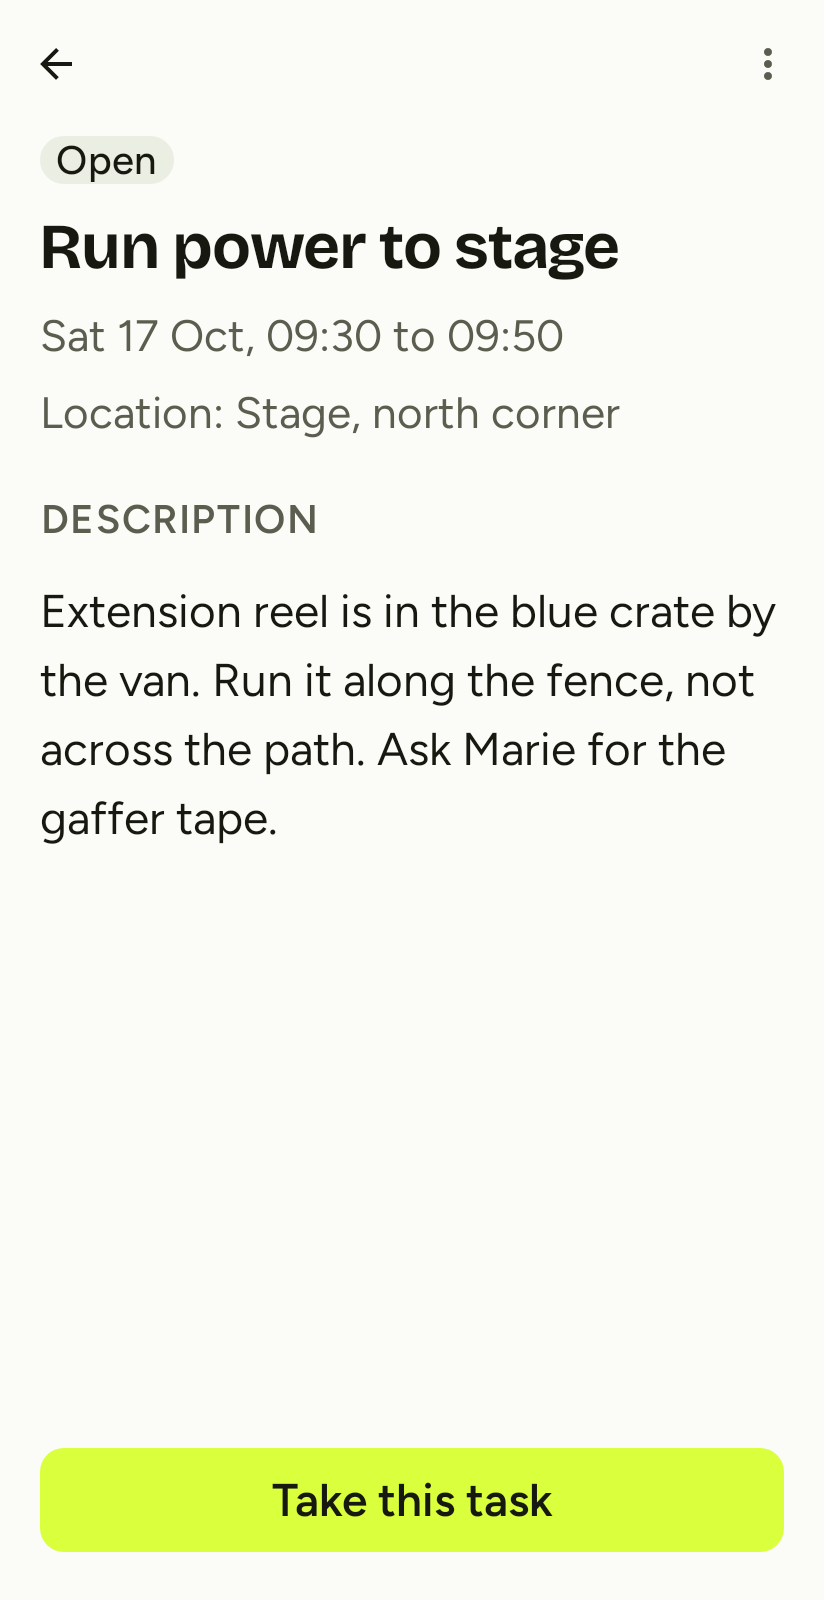 Open
Run power to stage
Sat 17 Oct, 09:30 to 09:50
Location: Stage, north corner
DESCRIPTION
Extension reel is in the blue crate by
the van. Run it along the fence, not
across the path. Ask Marie for the
gaffer tape.
Take this task